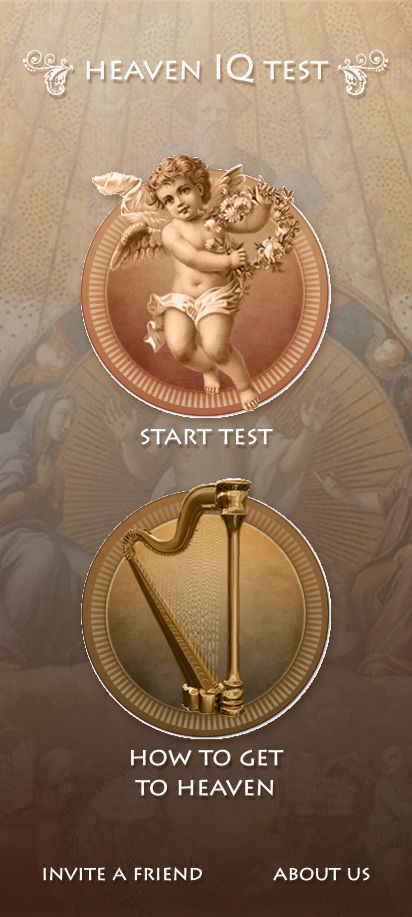 HEAVEN IQ TEST
START TEST
HOW TO GET
TO HEAVEN
INVITE A FRIEND
ABOUT US